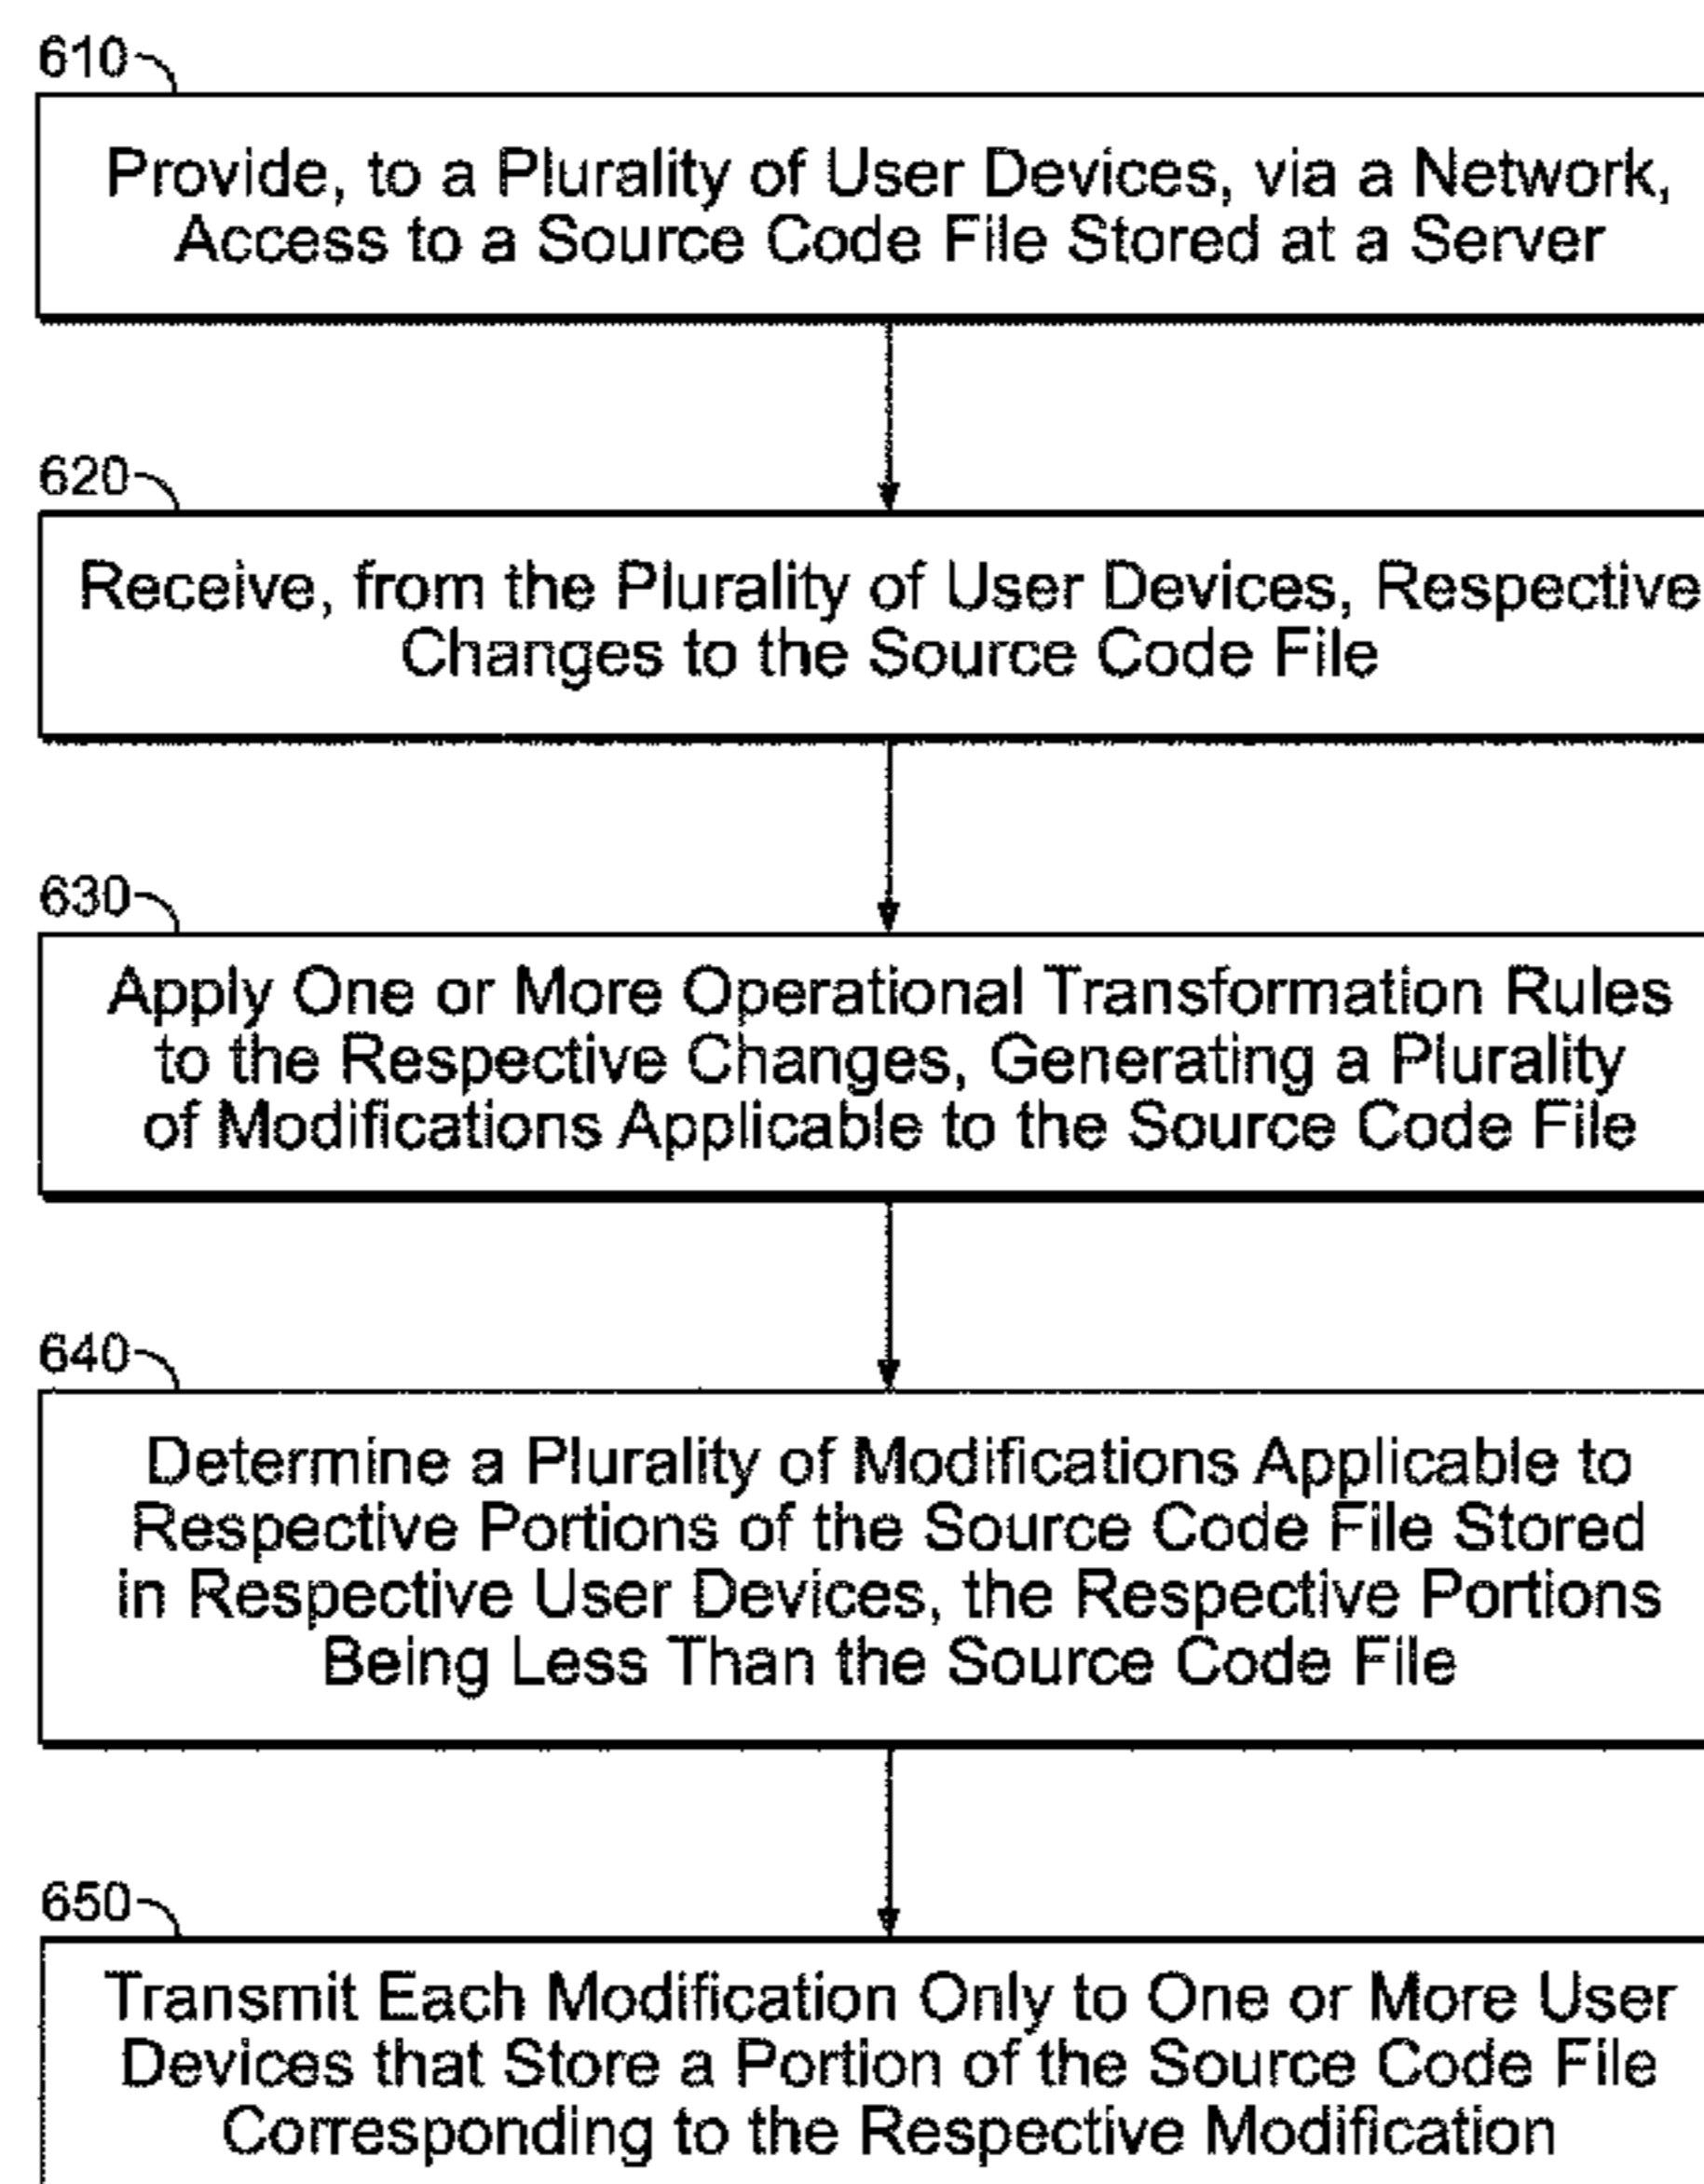 610
Provide, to a Plurality of User Devices, via a Network,
Access to a Source Code File Stored at a Server
620
Receive, from the Plurality of User Devices, Respective
Changes to the Source Code File
630
Apply One or More Operational Transformation Rules
to the Respective Changes, Generating a Plurality
of Modifications Applicable to the Source Code File
640
Determine a Plurality of Modifications Applicable to
Respective Portions of the Source Code File Stored
in Respective User Devices, the Respective Portions
Being Less Than the Source Code File
650
Transmit Each Modification Only to One or More User
Devices that Store a Portion of the Source Code File
Corresponding to the Respective Modification